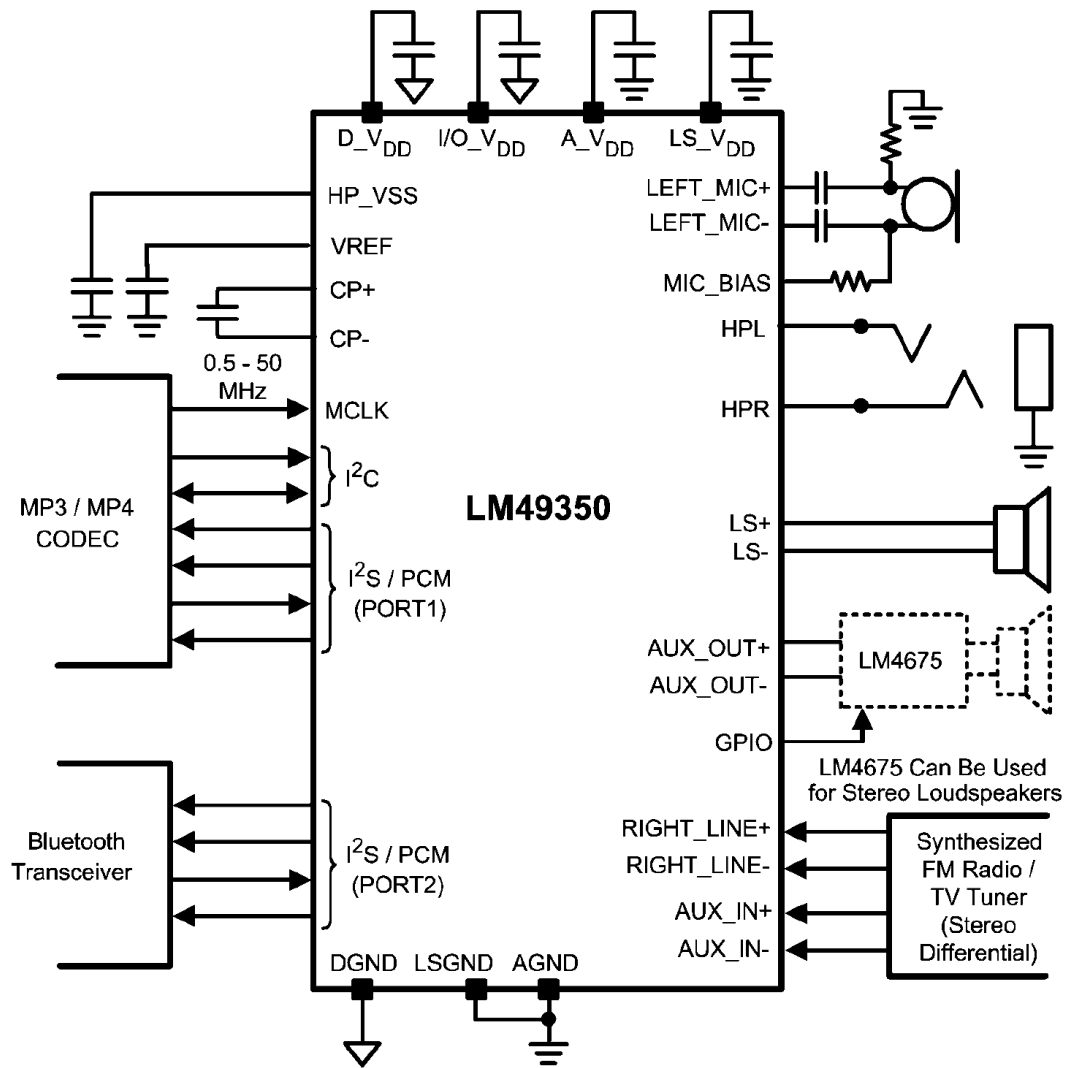 D_VDD
I/O_VDD
A_VDD
LS_VDD
HP_VSS
VREF
CP+
CP-
0.5 - 50
MHz
MCLK
I2C
MP3 / MP4
CODEC
I2S / PCM
(PORT1)
Bluetooth
Transceiver
I2S / PCM
(PORT2)
LM49350
LEFT_MIC+
LEFT_MIC-
MIC_BIAS
HPL
HPR
LS+
LS-
AUX_OUT+
AUX_OUT-
LM4675
GPIO
LM4675 Can Be Used
for Stereo Loudspeakers
RIGHT_LINE+
RIGHT_LINE-
AUX_IN+
AUX_IN-
Synthesized
FM Radio /
TV Tuner
(Stereo
Differential)
DGND
LSGND
AGND